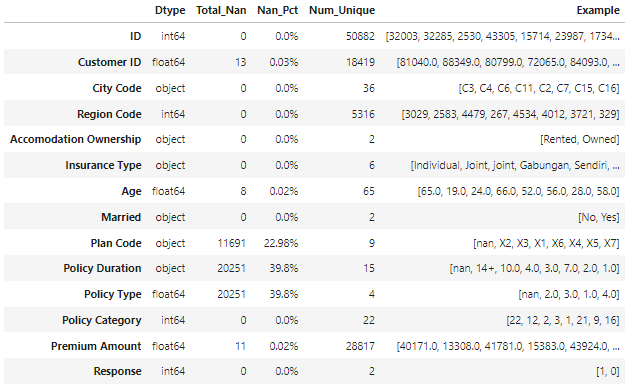 Dtype Total_Nan Nan_Pct Num_Unique Example
ID int64 0 0.0% 50882 [32003, 32285, 2530, 43305, 15714, 23987, 1734...
Customer ID float64 13 0.03% 18419 [81040.0, 88349.0, 80799.0, 72065.0, 84093.0, ...
City Code object 0 0.0% 36 [C3, C4, C6, C11, C2, C7, C15, C16]
Region Code int64 0 0.0% 5316 [3029, 2583, 4479, 267, 4534, 4012, 3721, 329]
Accomodation Ownership object 0 0.0% 2 [Rented, Owned]
Insurance Type object 0 0.0% 6 [Individual, Joint, joint, Gabungan, Sendiri, ...
Age float64 8 0.02% 65 [65.0, 19.0, 24.0, 66.0, 52.0, 56.0, 28.0, 58.0]
Married object 0 0.0% 2 [No, Yes]
Plan Code object 11691 22.98% 9 [nan, X2, X3, X1, X6, X4, X5, X7]
Policy Duration object 20251 39.8% 15 [nan, 14+, 10.0, 4.0, 3.0, 7.0, 2.0, 1.0]
Policy Type float64 20251 39.8% 4 [nan, 2.0, 3.0, 1.0, 4.0]
Policy Category int64 0 0.0% 22 [22, 12, 2, 3, 1, 21, 9, 16]
Premium Amount float64 11 0.02% 28817 [40171.0, 13308.0, 41781.0, 15383.0, 43924.0, ...
Response int64 0 0.0% 2 [1, 0]